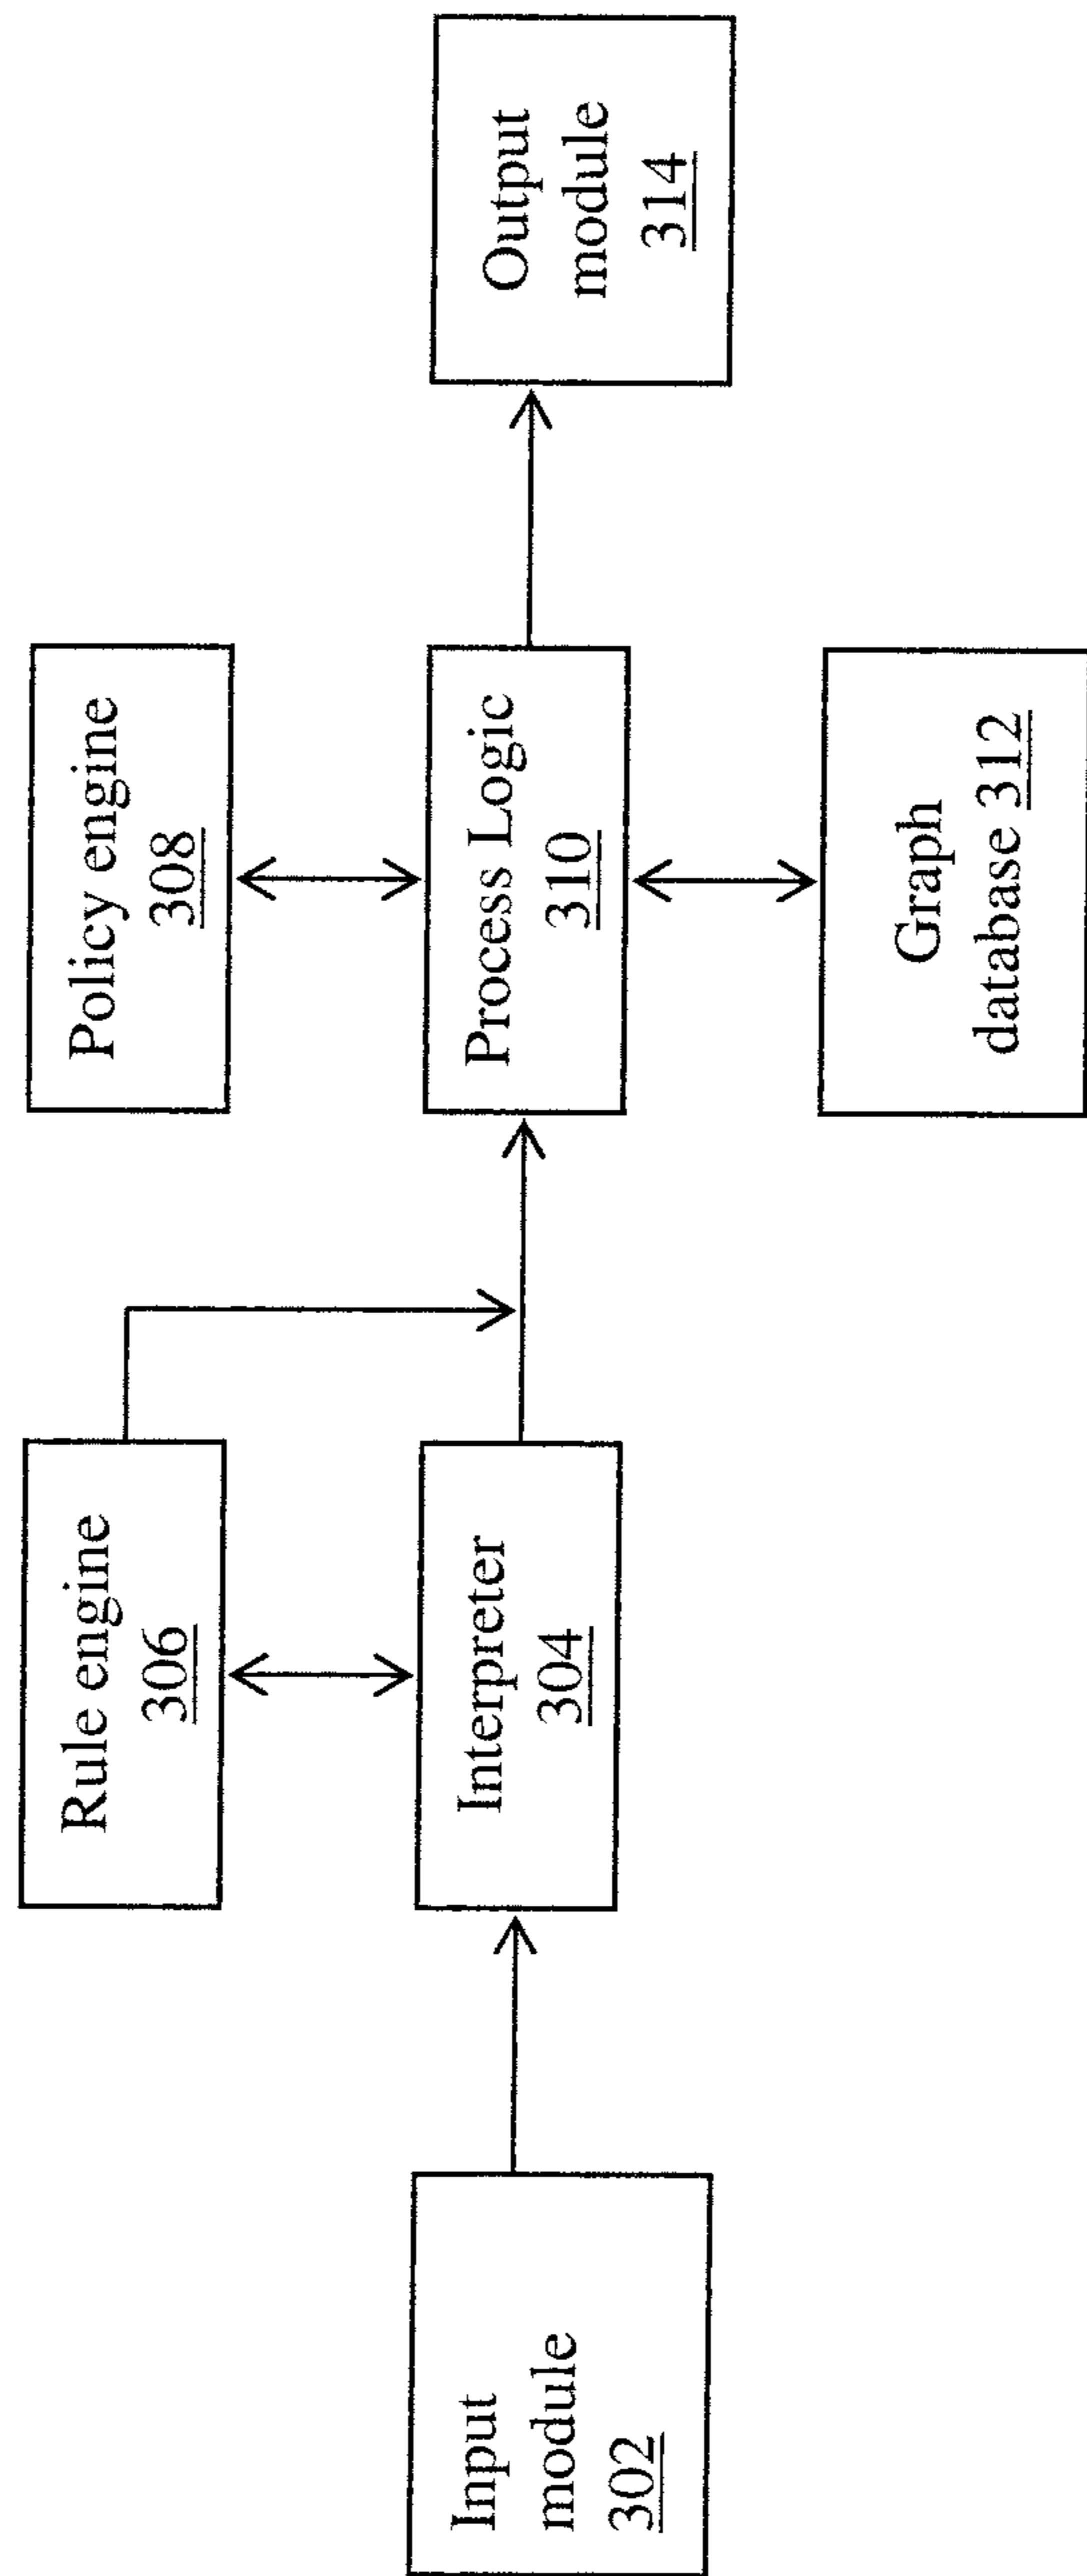 Input
module
302
Rule engine
306
Interpreter
304
Policy engine
308
Process Logic
310
Graph
database 312
Output
module
314